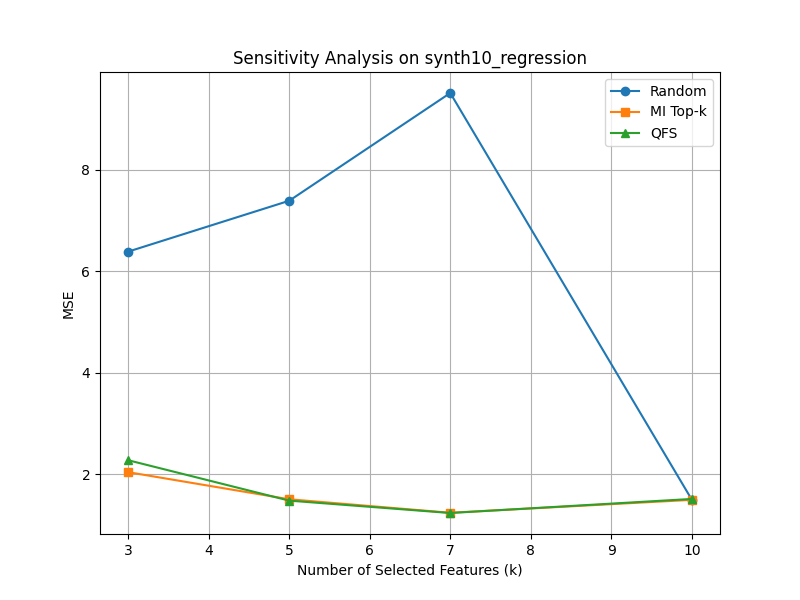 Sensitivity Analysis on synth10_regression
Random
MI Top-k
QFS
8
6
4
2
MSE
3 4 5 6 7 8 9 10
Number of Selected Features (k)